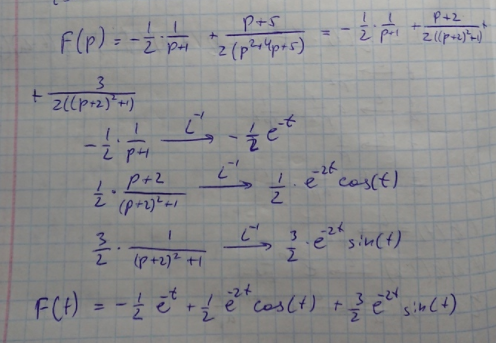 F(p) = -1/2 · 1/(p+1) + (p+5)/(2(p²+4p+5)) = -1/2 · 1/(p+1) + (p+2)/(2((p+2)²+1)) +
+ 3/(2((p+2)²+1))
-1/2 · 1/(p+1) —L⁻¹→ -1/2 e^(-t)
1/2 · (p+2)/((p+2)²+1) —L⁻¹→ 1/2 · e^(-2t) cos(t)
3/2 · 1/((p+2)²+1) —L⁻¹→ 3/2 · e^(-2t) sin(t)
F(t) = -1/2 e^(-t) + 1/2 e^(-2t) cos(t) + 3/2 e^(-2t) sin(t)